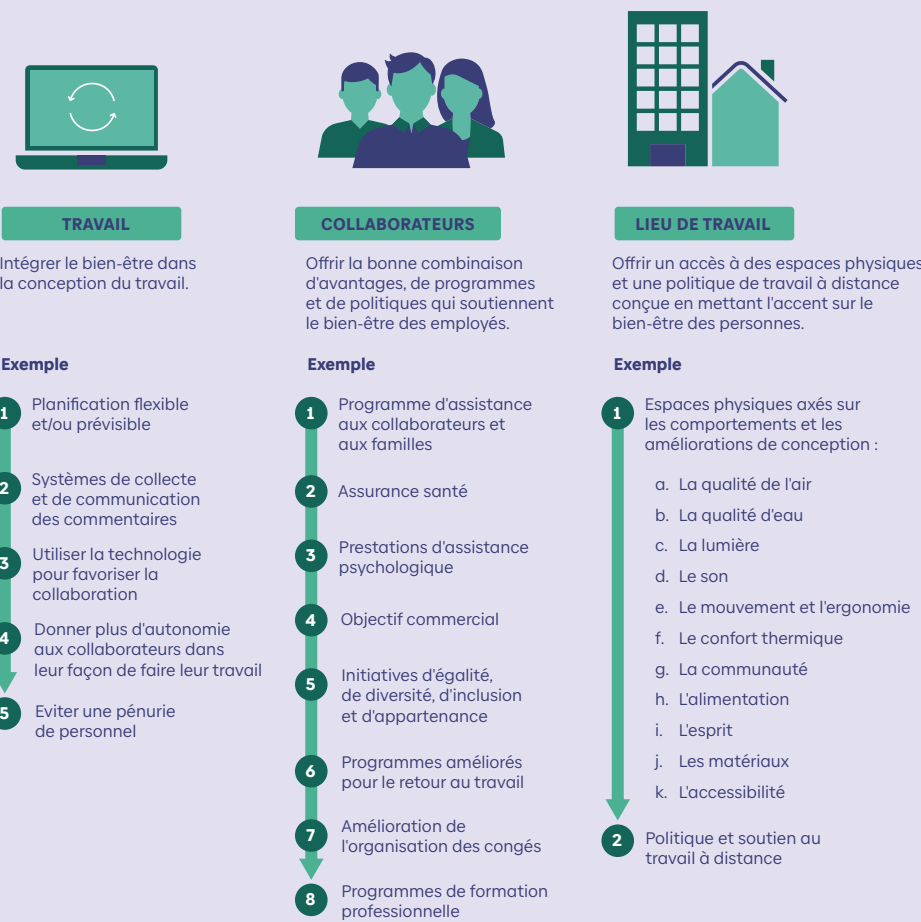 TRAVAIL
Intégrer le bien-être dans
la conception du travail.
Exemple
1 Planification flexible
et/ou prévisible
2 Systèmes de collecte
et de communication
des commentaires
3 Utiliser la technologie
pour favoriser la
collaboration
4 Donner plus d'autonomie
aux collaborateurs dans
leur façon de faire leur travail
5 Eviter une pénurie
de personnel
COLLABORATEURS
Offrir la bonne combinaison
d'avantages, de programmes
et de politiques qui soutiennent
le bien-être des employés.
Exemple
1 Programme d'assistance
aux collaborateurs et
aux familles
2 Assurance santé
3 Prestations d'assistance
psychologique
4 Objectif commercial
5 Initiatives d'égalité,
de diversité, d'inclusion
et d'appartenance
6 Programmes améliorés
pour le retour au travail
7 Amélioration de
l'organisation des congés
8 Programmes de formation
professionnelle
LIEU DE TRAVAIL
Offrir un accès à des espaces physiques
et une politique de travail à distance
conçue en mettant l'accent sur le
bien-être des personnes.
Exemple
1 Espaces physiques axés sur
les comportements et les
améliorations de conception :
a. La qualité de l'air
b. La qualité d'eau
c. La lumière
d. Le son
e. Le mouvement et l'ergonomie
f. Le confort thermique
g. La communauté
h. L'alimentation
i. L'esprit
j. Les matériaux
k. L'accessibilité
2 Politique et soutien au
travail à distance